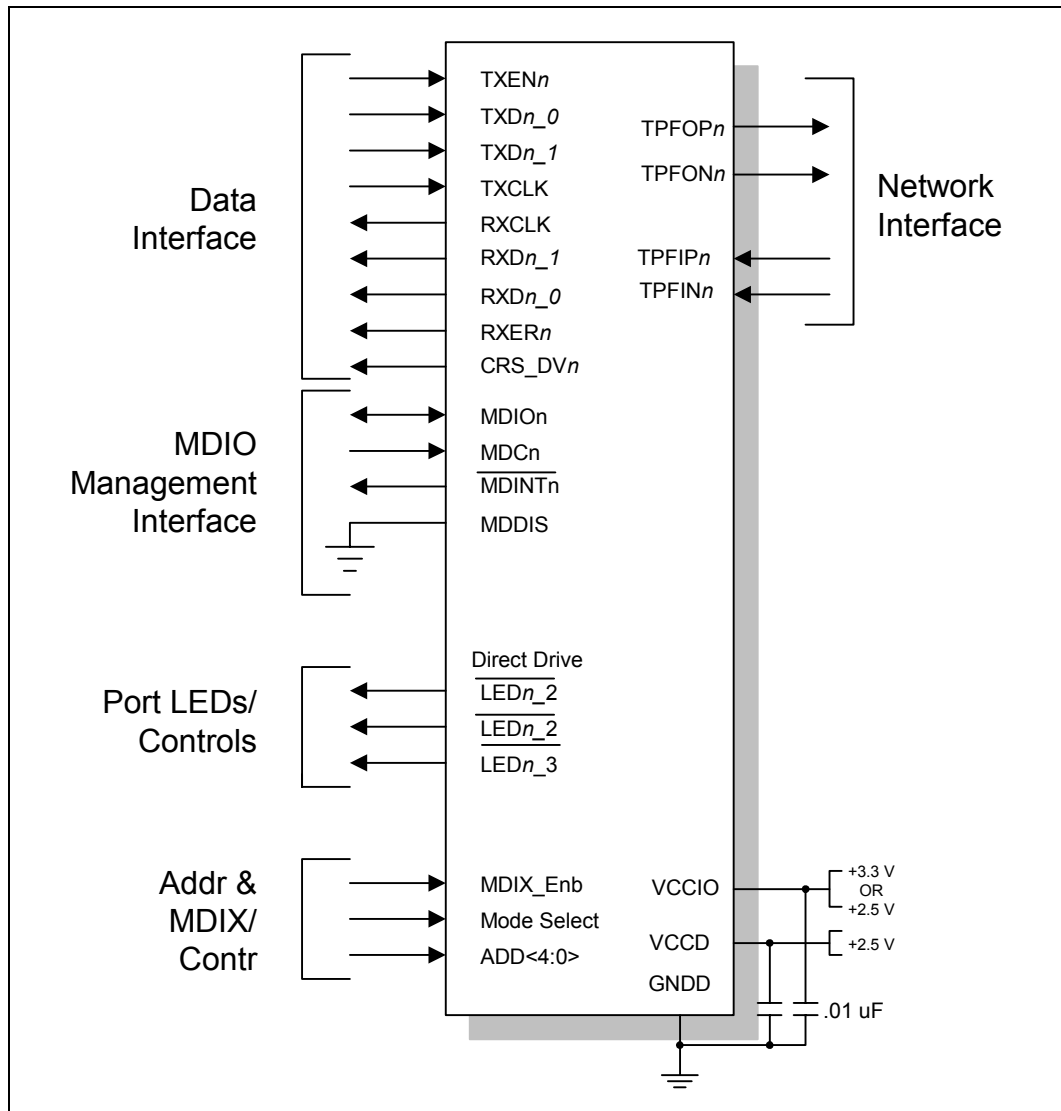 Data
Interface
TXENn
TXDn_0
TXDn_1
TXCLK
RXCLK
RXDn_1
RXDn_0
RXERn
CRS_DVn
TPFOPn
TPFONn
TPFIPn
TPFINn
Network
Interface
MDIO
Management
Interface
MDIOn
MDCn
MDINTn
MDDIS
Port LEDs/
Controls
Direct Drive
LEDn_2
LEDn_2
LEDn_3
Addr &
MDIX/
Contr
MDIX_Enb
Mode Select
ADD<4:0>
VCCIO
VCCD
GNDD
+3.3 V
OR
+2.5 V
+2.5 V
.01 uF